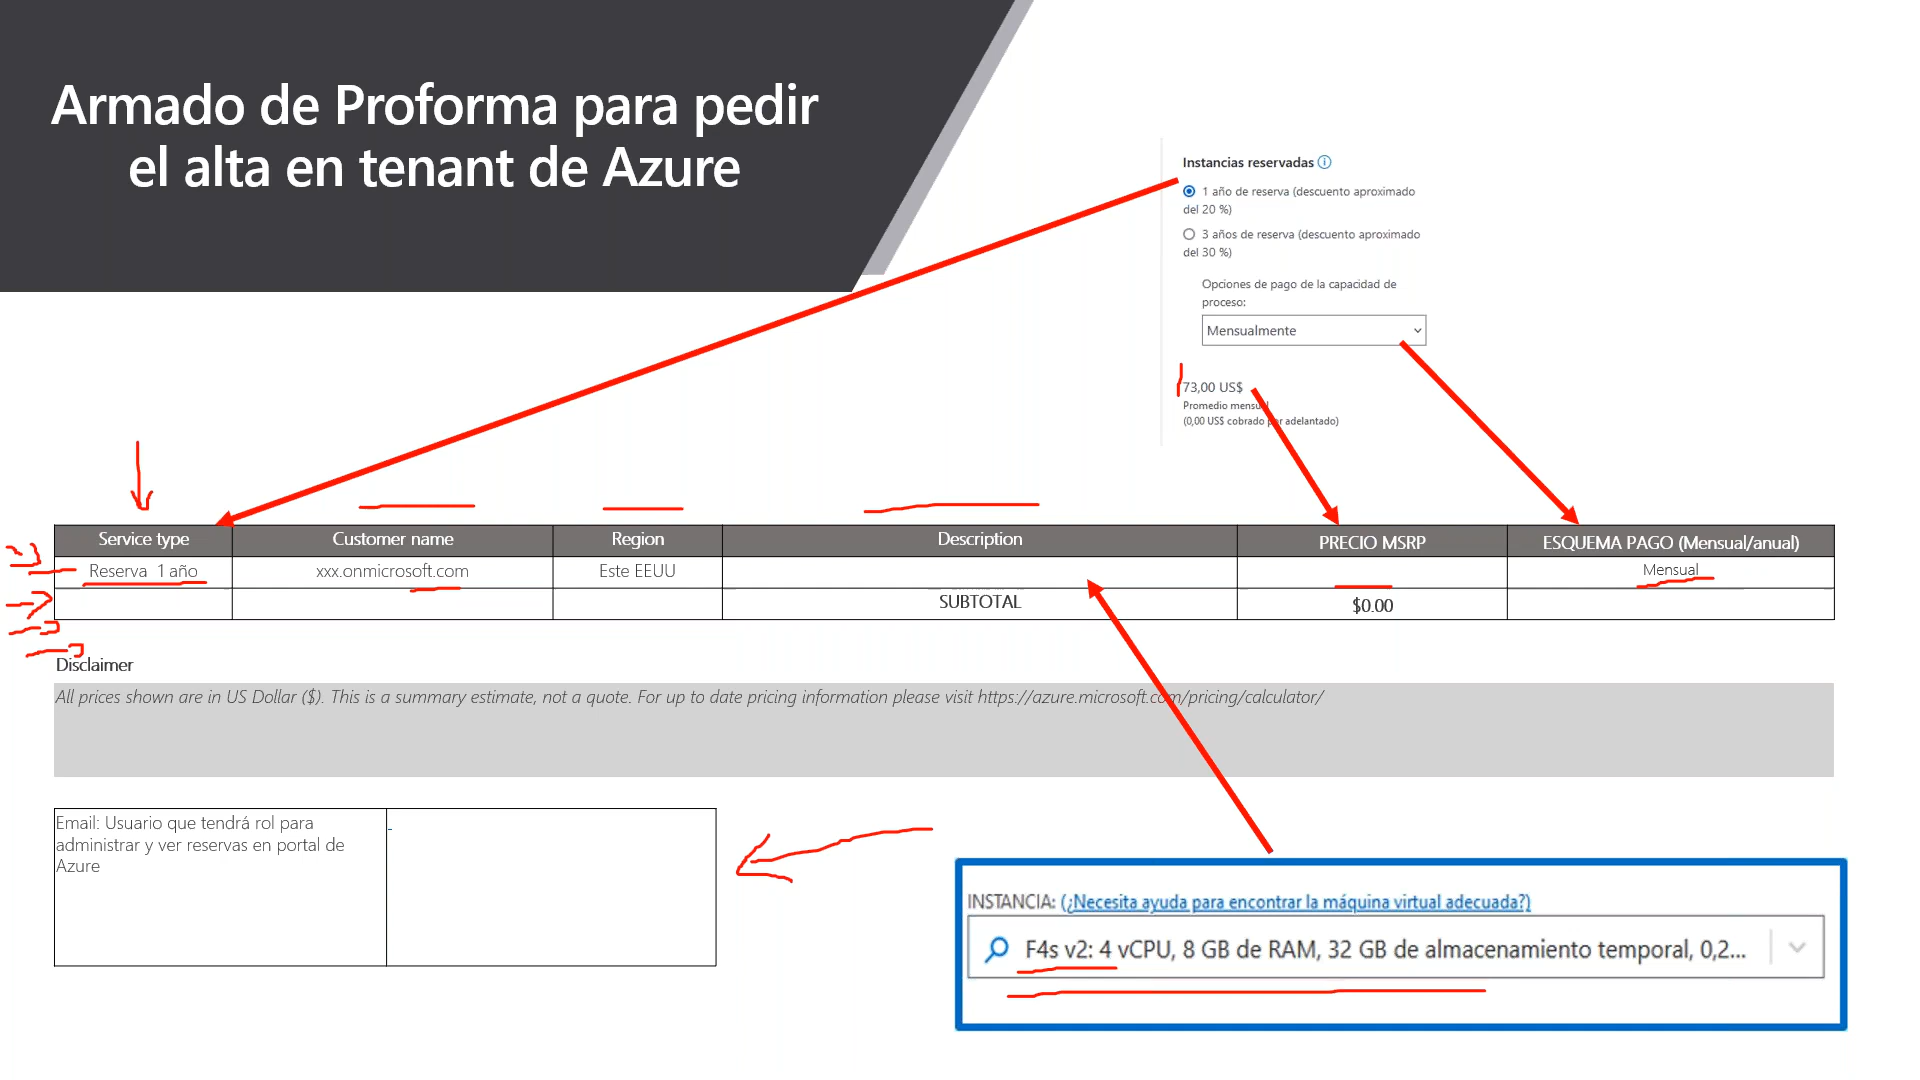 Armado de Proforma para pedir
el alta en tenant de Azure
Instancias reservadas
1 año de reserva (descuento aproximado
del 20 %)
3 años de reserva (descuento aproximado
del 30 %)
Opciones de pago de la capacidad de
proceso:
Mensualmente
73,00 US$
Promedio mensual
(0,00 US$ cobrado por adelantado)
Service type Customer name Region Description PRECIO MSRP ESQUEMA PAGO (Mensual/anual)
Reserva 1 año xxx.onmicrosoft.com Este EEUU Mensual
SUBTOTAL $0.00
Disclaimer
All prices shown are in US Dollar ($). This is a summary estimate, not a quote. For up to date pricing information please visit https://azure.microsoft.com/pricing/calculator/
Email: Usuario que tendrá rol para
administrar y ver reservas en portal de
Azure
INSTANCIA: (¿Necesita ayuda para encontrar la máquina virtual adecuada?)
F4s v2: 4 vCPU, 8 GB de RAM, 32 GB de almacenamiento temporal, 0,2...